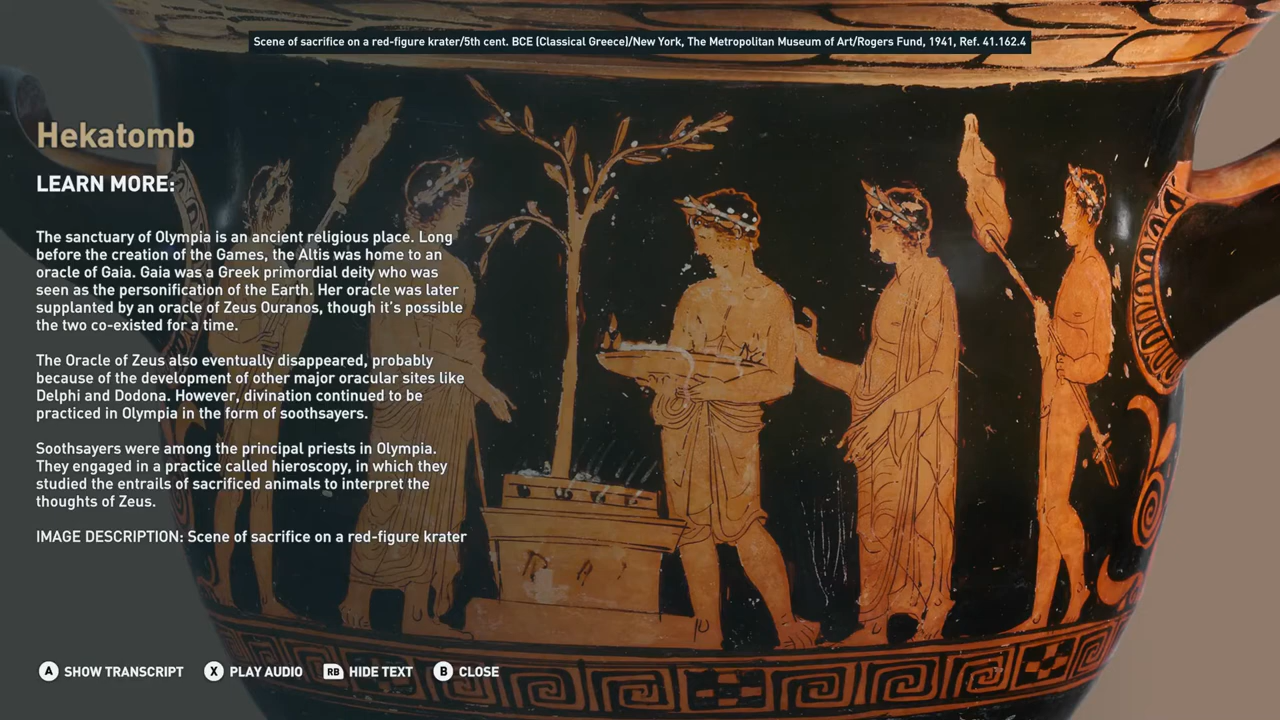 Scene of sacrifice on a red-figure krater/5th cent. BCE (Classical Greece)/New York, The Metropolitan Museum of Art/Rogers Fund, 1941, Ref. 41.162.4
Hekatomb
LEARN MORE:
The sanctuary of Olympia is an ancient religious place. Long
before the creation of the Games, the Altis was home to an
oracle of Gaia. Gaia was a Greek primordial deity who was
seen as the personification of the Earth. Her oracle was later
supplanted by an oracle of Zeus Ouranos, though it's possible
the two co-existed for a time.
The Oracle of Zeus also eventually disappeared, probably
because of the development of other major oracular sites like
Delphi and Dodona. However, divination continued to be
practiced in Olympia in the form of soothsayers.
Soothsayers were among the principal priests in Olympia.
They engaged in a practice called hieroscopy, in which they
studied the entrails of sacrificed animals to interpret the
thoughts of Zeus.
IMAGE DESCRIPTION: Scene of sacrifice on a red-figure krater
A SHOW TRANSCRIPT X PLAY AUDIO RB HIDE TEXT B CLOSE